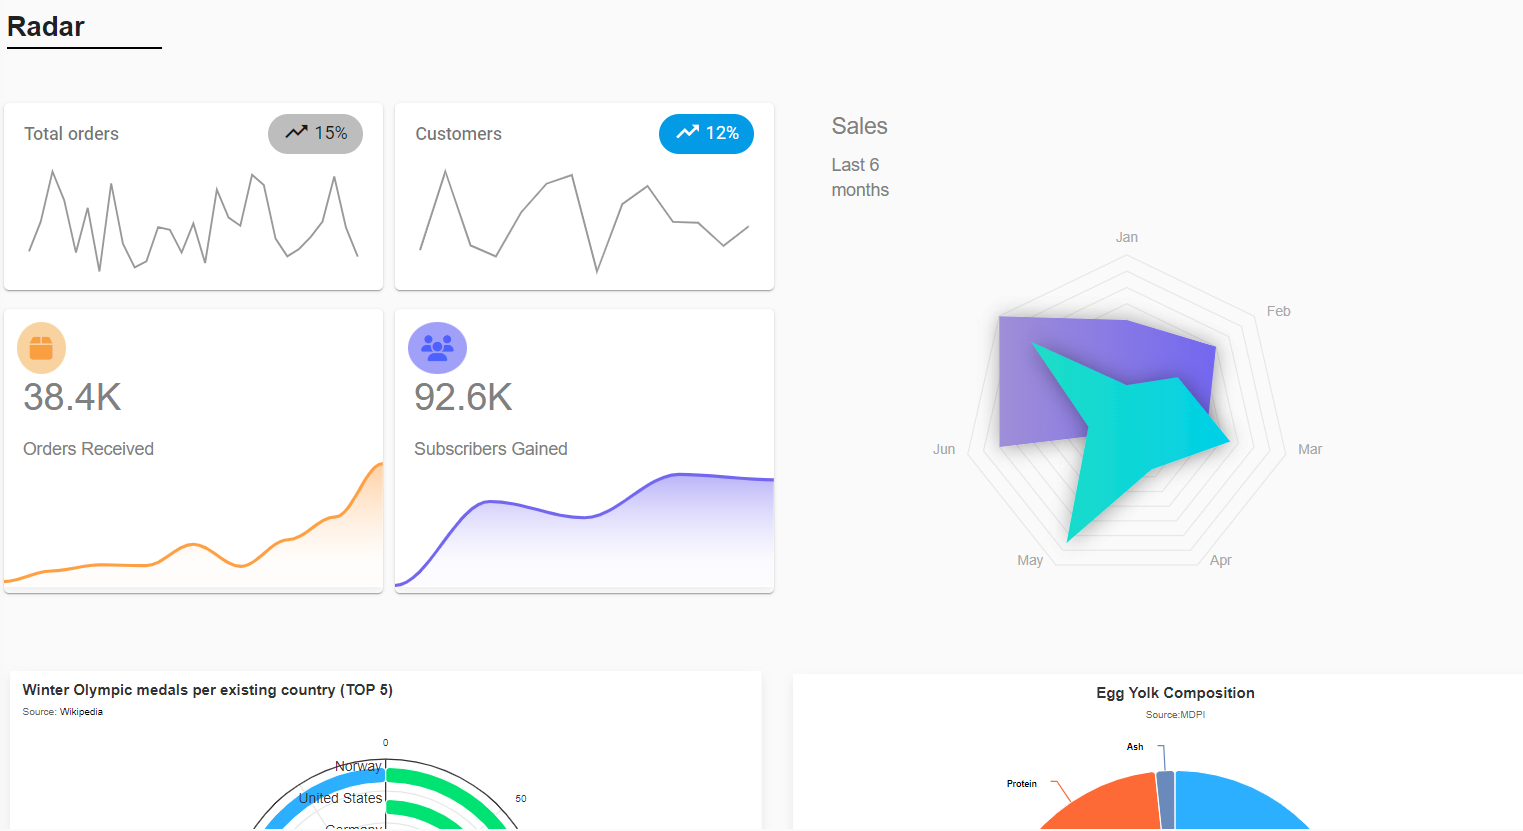 Radar
Total orders
15%
Customers
12%
Sales
Last 6
months
38.4K
Orders Received
92.6K
Subscribers Gained
Jan
Feb
Mar
Apr
May
Jun
Winter Olympic medals per existing country (TOP 5)
Source: Wikipedia
0
Norway
United States
50
Germany
Egg Yolk Composition
Source:MDPI
Ash
Protein